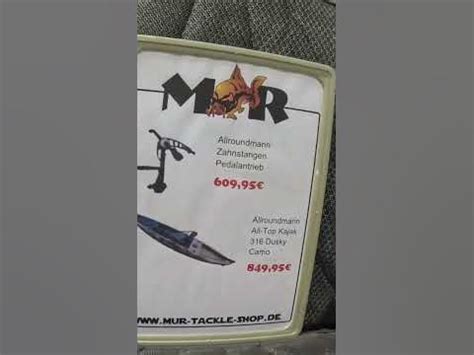 MR
Allroundmann
Zahnstangen
Pedalantrieb
609,95€
Allroundmann
All-Top Kajak
316 Dusky
Camo
849,95€
WWW.MUR-TACKLE-SHOP.DE